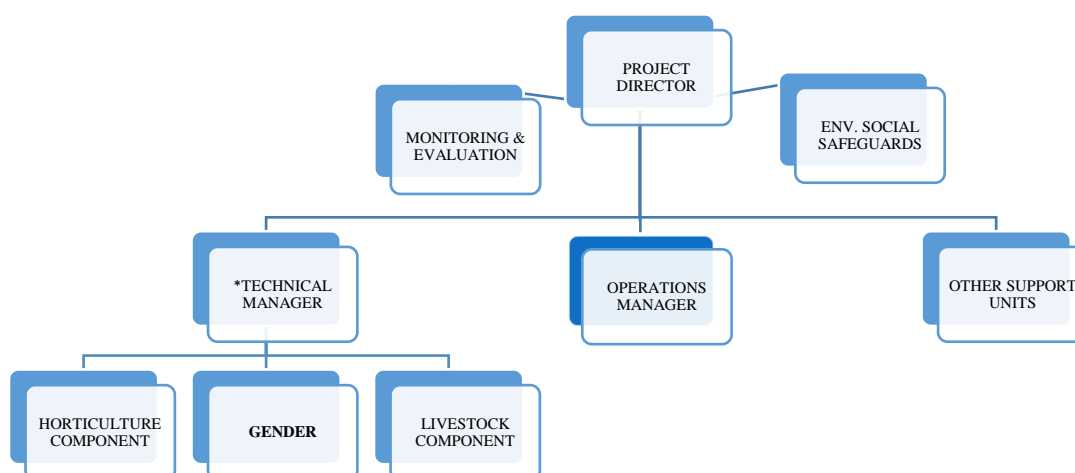 PROJECT
DIRECTOR
MONITORING &
EVALUATION
ENV. SOCIAL
SAFEGUARDS
*TECHNICAL
MANAGER
OPERATIONS
MANAGER
OTHER SUPPORT
UNITS
HORTICULTURE
COMPONENT
GENDER
LIVESTOCK
COMPONENT